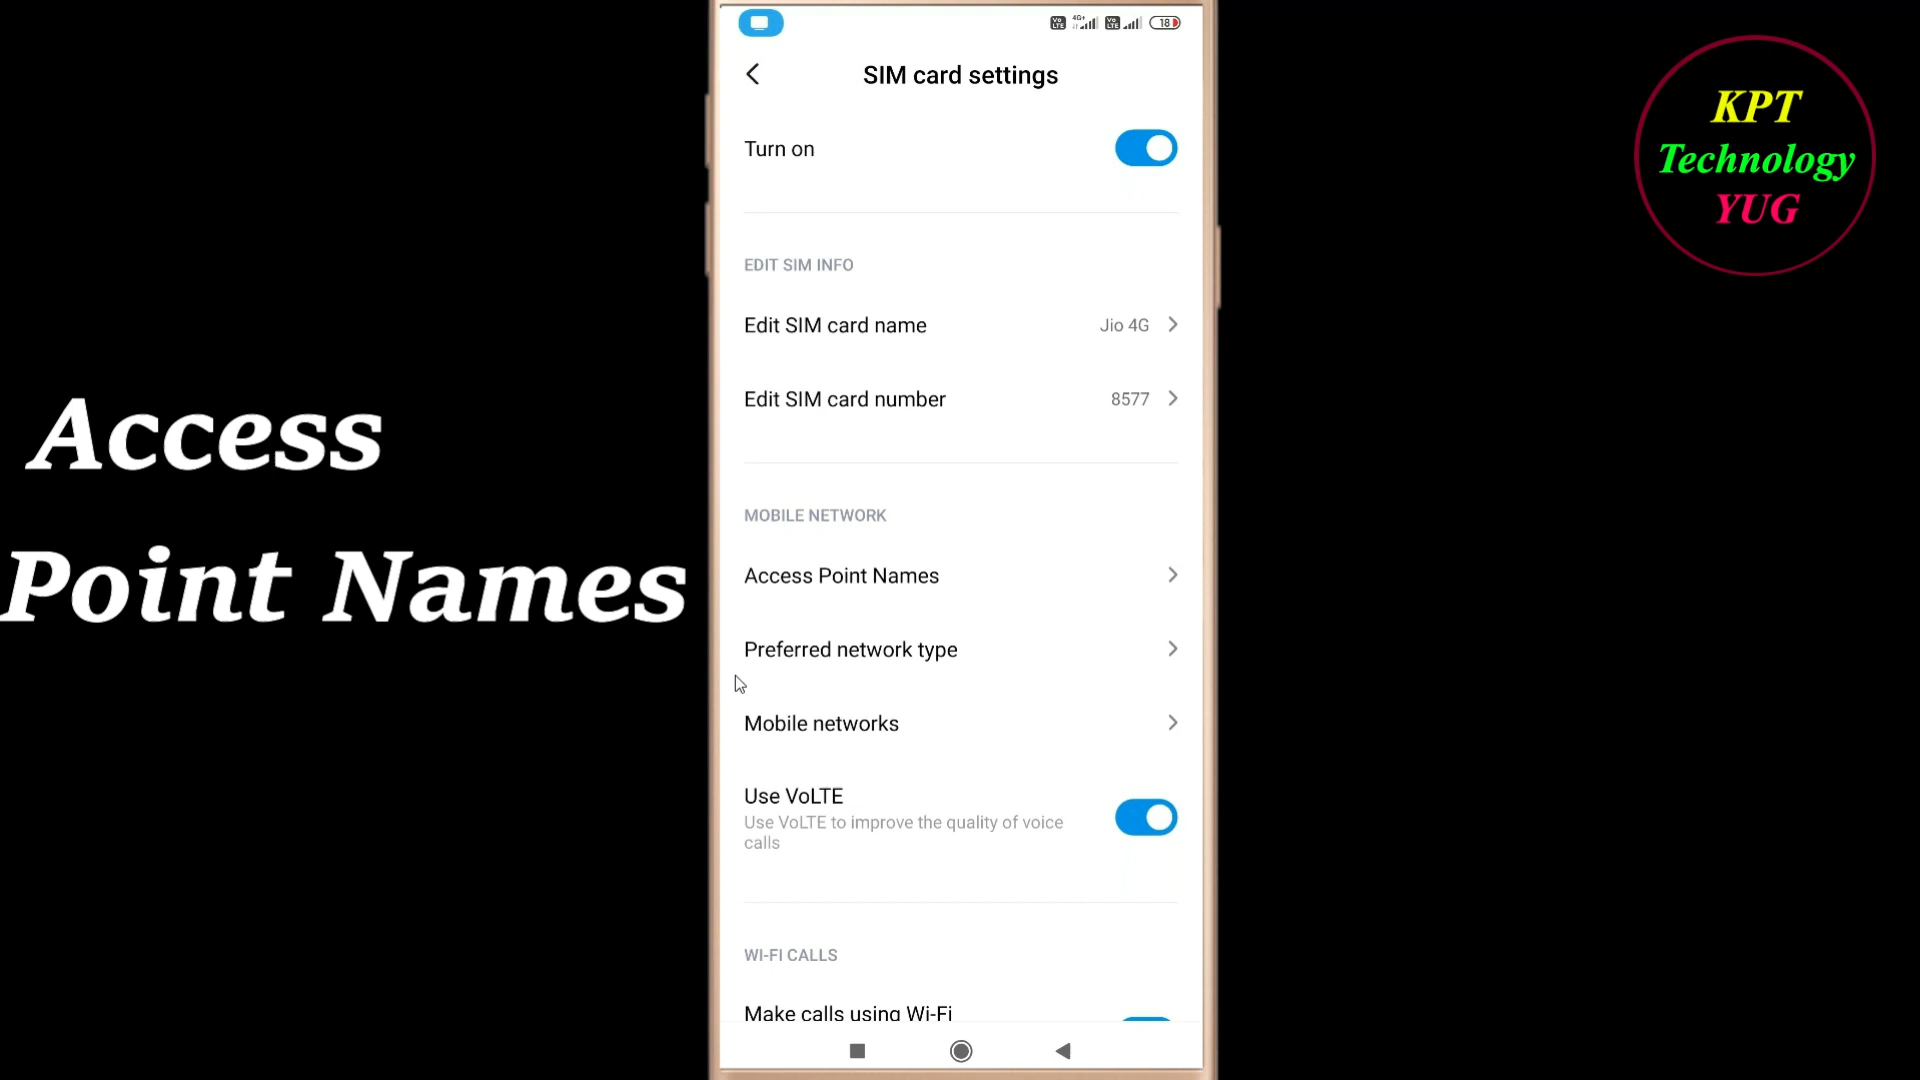 18
SIM card settings
Turn on
EDIT SIM INFO
Edit SIM card name Jio 4G
Edit SIM card number 8577
MOBILE NETWORK
Access Point Names
Preferred network type
Mobile networks
Use VoLTE
Use VoLTE to improve the quality of voice
calls
WI-FI CALLS
Make calls using Wi-Fi
Access
Point Names
KPT
Technology
YUG